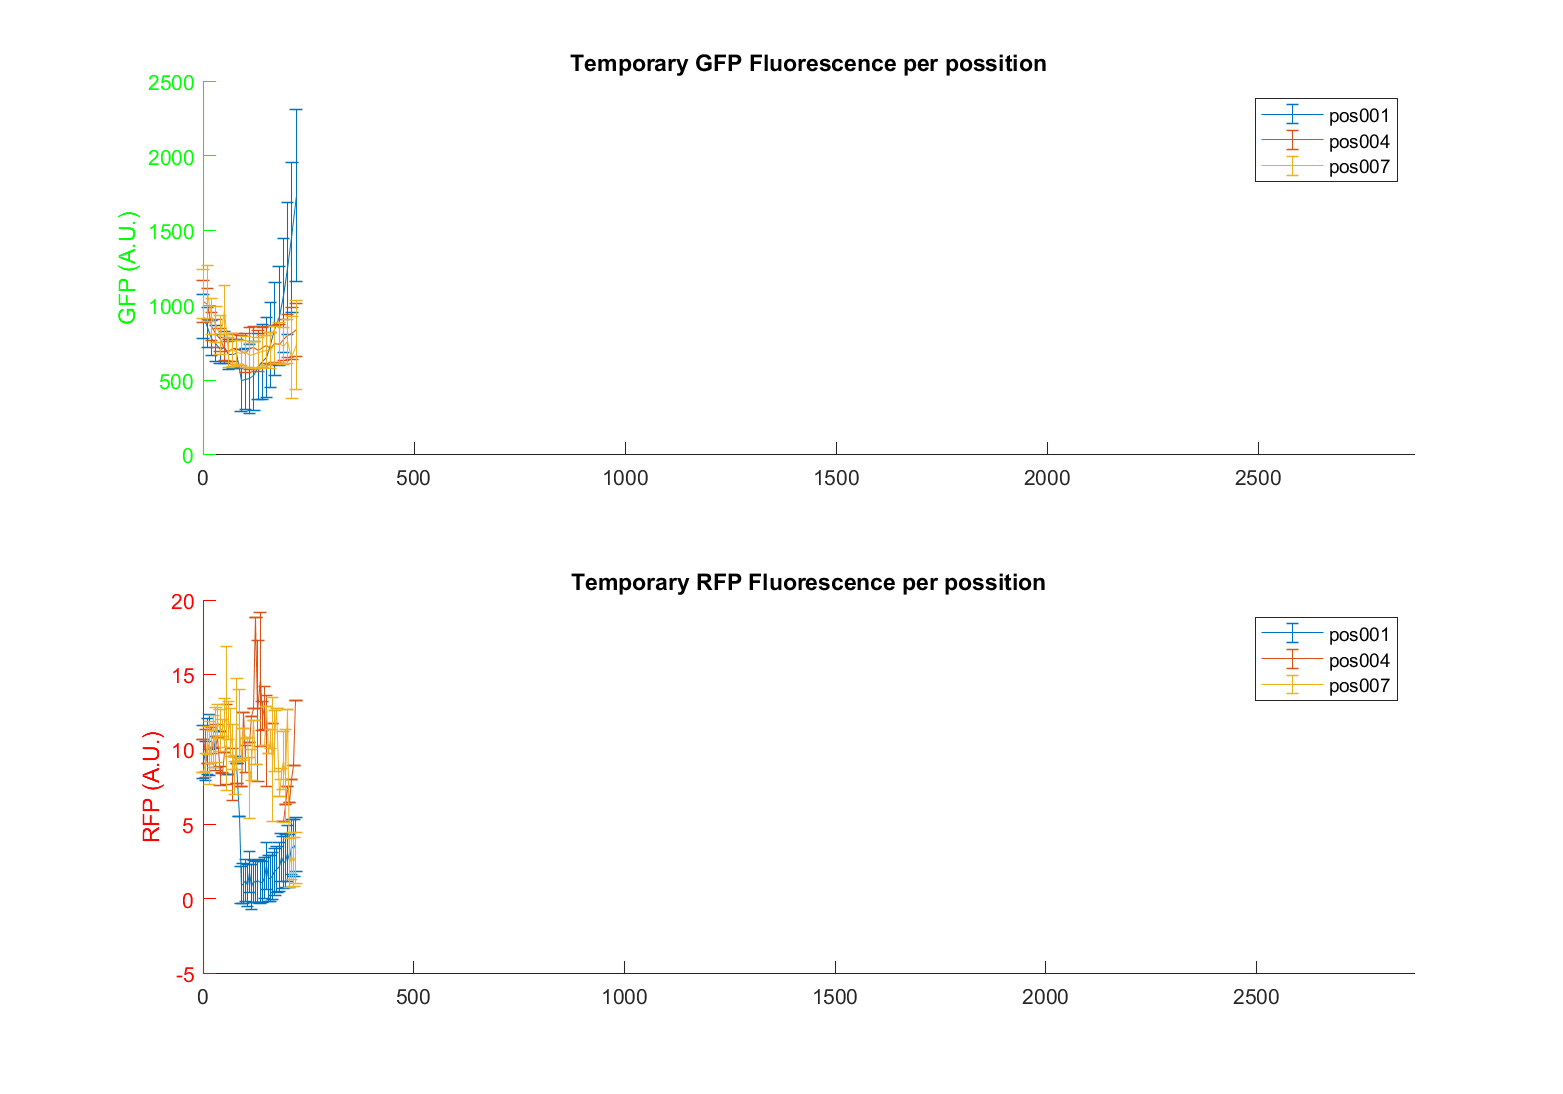 Temporary GFP Fluorescence per possition
2500
2000
1500
1000
500
0
GFP (A.U.)
pos001
pos004
pos007
0 500 1000 1500 2000 2500
Temporary RFP Fluorescence per possition
20
15
10
5
0
-5
RFP (A.U.)
pos001
pos004
pos007
0 500 1000 1500 2000 2500